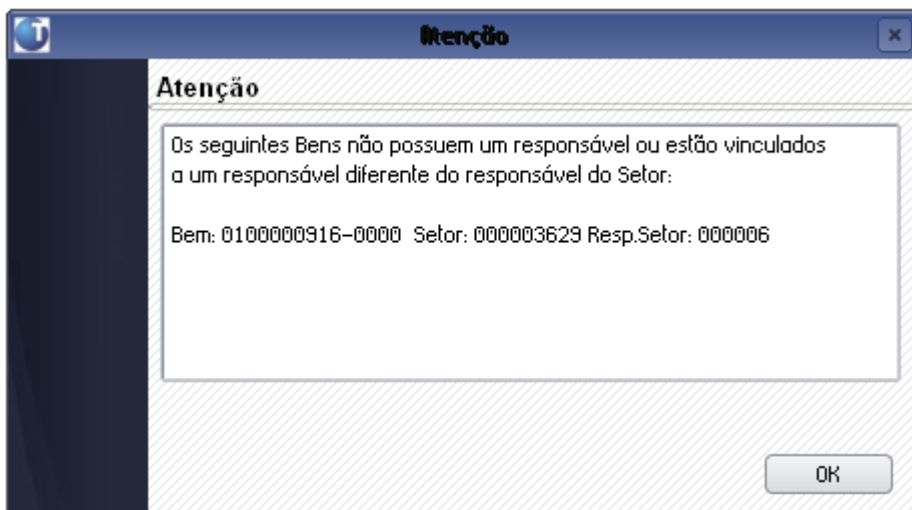 Atenção
Atenção
Os seguintes Bens não possuem um responsável ou estão vinculados
a um responsável diferente do responsável do Setor:
Bem: 0100000916-0000 Setor: 000003629 Resp.Setor: 000006
OK